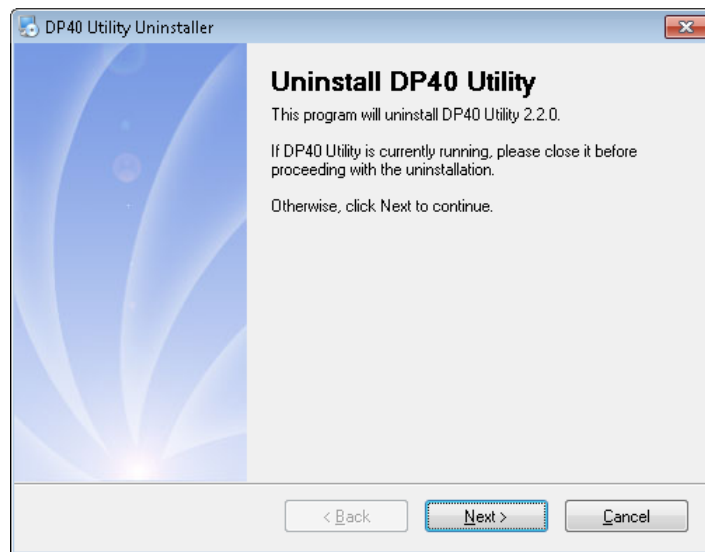 DP40 Utility Uninstaller
Uninstall DP40 Utility
This program will uninstall DP40 Utility 2.2.0.
If DP40 Utility is currently running, please close it before
proceeding with the uninstallation.
Otherwise, click Next to continue.
< Back
Next >
Cancel